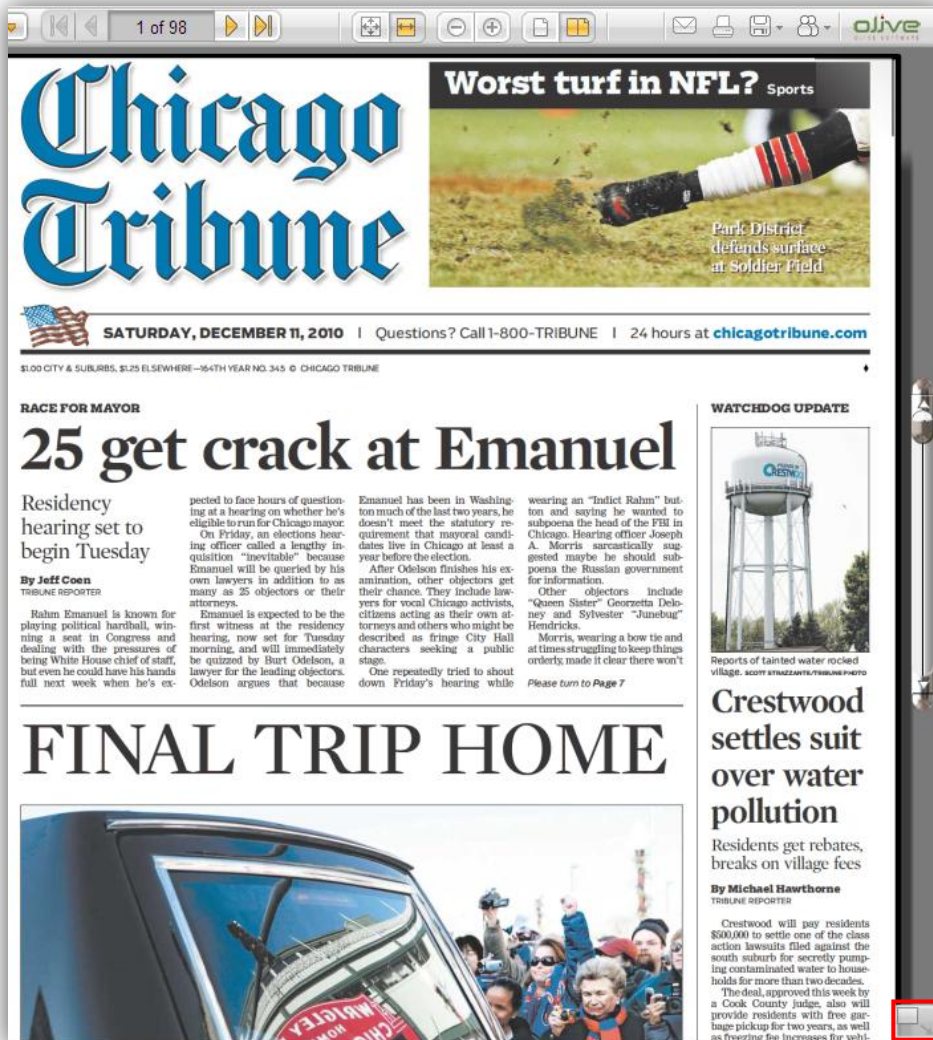 1 of 98
olive
Chicago
Tribune
Worst turf in NFL? Sports
Park District
defends surface
at Soldier Field
SATURDAY, DECEMBER 11, 2010 | Questions? Call 1-800-TRIBUNE | 24 hours at chicagotribune.com
$1.00 CITY & SUBURBS, $1.25 ELSEWHERE—164TH YEAR NO. 345 © CHICAGO TRIBUNE
RACE FOR MAYOR
25 get crack at Emanuel
Residency
hearing set to
begin Tuesday
By Jeff Coen
TRIBUNE REPORTER
Rahm Emanuel is known for
playing political hardball, win-
ning a seat in Congress and
dealing with the pressures of
being White House chief of staff,
but even he could have his hands
full next week when he's ex-
pected to face hours of question-
ing at a hearing on whether he's
eligible to run for Chicago mayor.
On Friday, an elections hear-
ing officer called a lengthy in-
quisition "inevitable" because
Emanuel will be queried by his
own lawyers in addition to as
many as 25 objectors or their
attorneys.
Emanuel is expected to be the
first witness at the residency
hearing, now set for Tuesday
morning, and will immediately
be quizzed by Burt Odelson, a
lawyer for the leading objectors.
Odelson argues that because
Emanuel has been in Washing-
ton much of the last two years, he
doesn't meet the statutory re-
quirement that mayoral candi-
dates live in Chicago at least a
year before the election.
After Odelson finishes his ex-
amination, other objectors get
their chance. They include law-
yers for vocal Chicago activists,
citizens acting as their own at-
torneys and others who might be
described as fringe City Hall
characters seeking a public
stage.
One repeatedly tried to shout
down Friday's hearing while
wearing an "Indict Rahm" but-
ton and saying he wanted to
subpoena the head of the FBI in
Chicago. Hearing officer Joseph
A. Morris sarcastically sug-
gested maybe he should sub-
poena the Russian government
for information.
Other objectors include
"Queen Sister" Georzetta Delo-
ney and Sylvester "Junebug"
Hendricks.
Morris, wearing a bow tie and
at times struggling to keep things
orderly, made it clear there won't
Please turn to Page 7
FINAL TRIP HOME
WRIGLEY
HOM
CHIC
WATCHDOG UPDATE
CRESTWOOD
Reports of tainted water rocked
village. SCOTT STRAZZANTE/TRIBUNE PHOTO
Crestwood
settles suit
over water
pollution
Residents get rebates,
breaks on village fees
By Michael Hawthorne
TRIBUNE REPORTER
Crestwood will pay residents
$500,000 to settle one of the class
action lawsuits filed against the
south suburb for secretly pump-
ing contaminated water to house-
holds for more than two decades.
The deal, approved this week by
a Cook County judge, also will
provide residents with free gar-
bage pickup for two years, as well
as freezing fee increases for vehi-